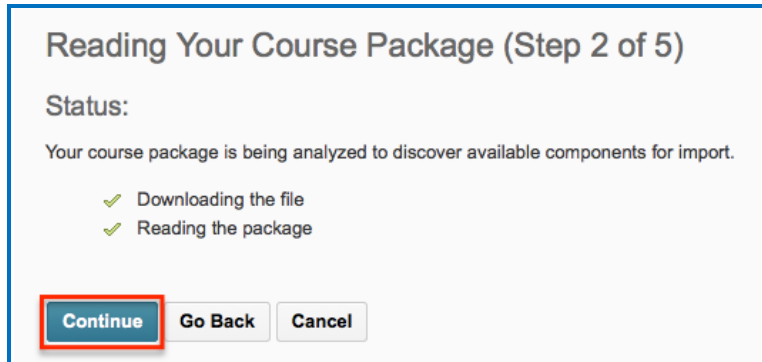 Reading Your Course Package (Step 2 of 5)
Status:
Your course package is being analyzed to discover available components for import.
Downloading the file
Reading the package
Continue Go Back Cancel